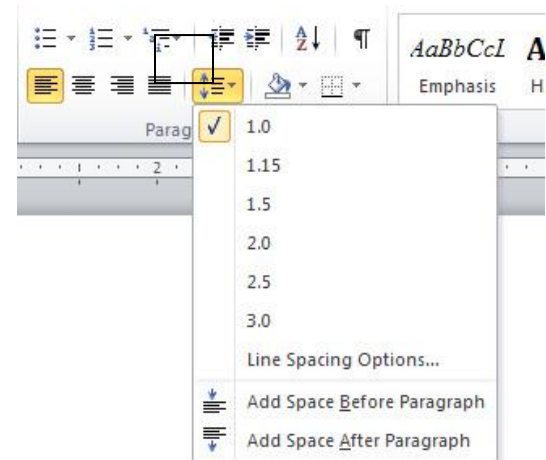 AaBbCcI A
Emphasis H
Parag
2
1.0
1.15
1.5
2.0
2.5
3.0
Line Spacing Options...
Add Space Before Paragraph
Add Space After Paragraph